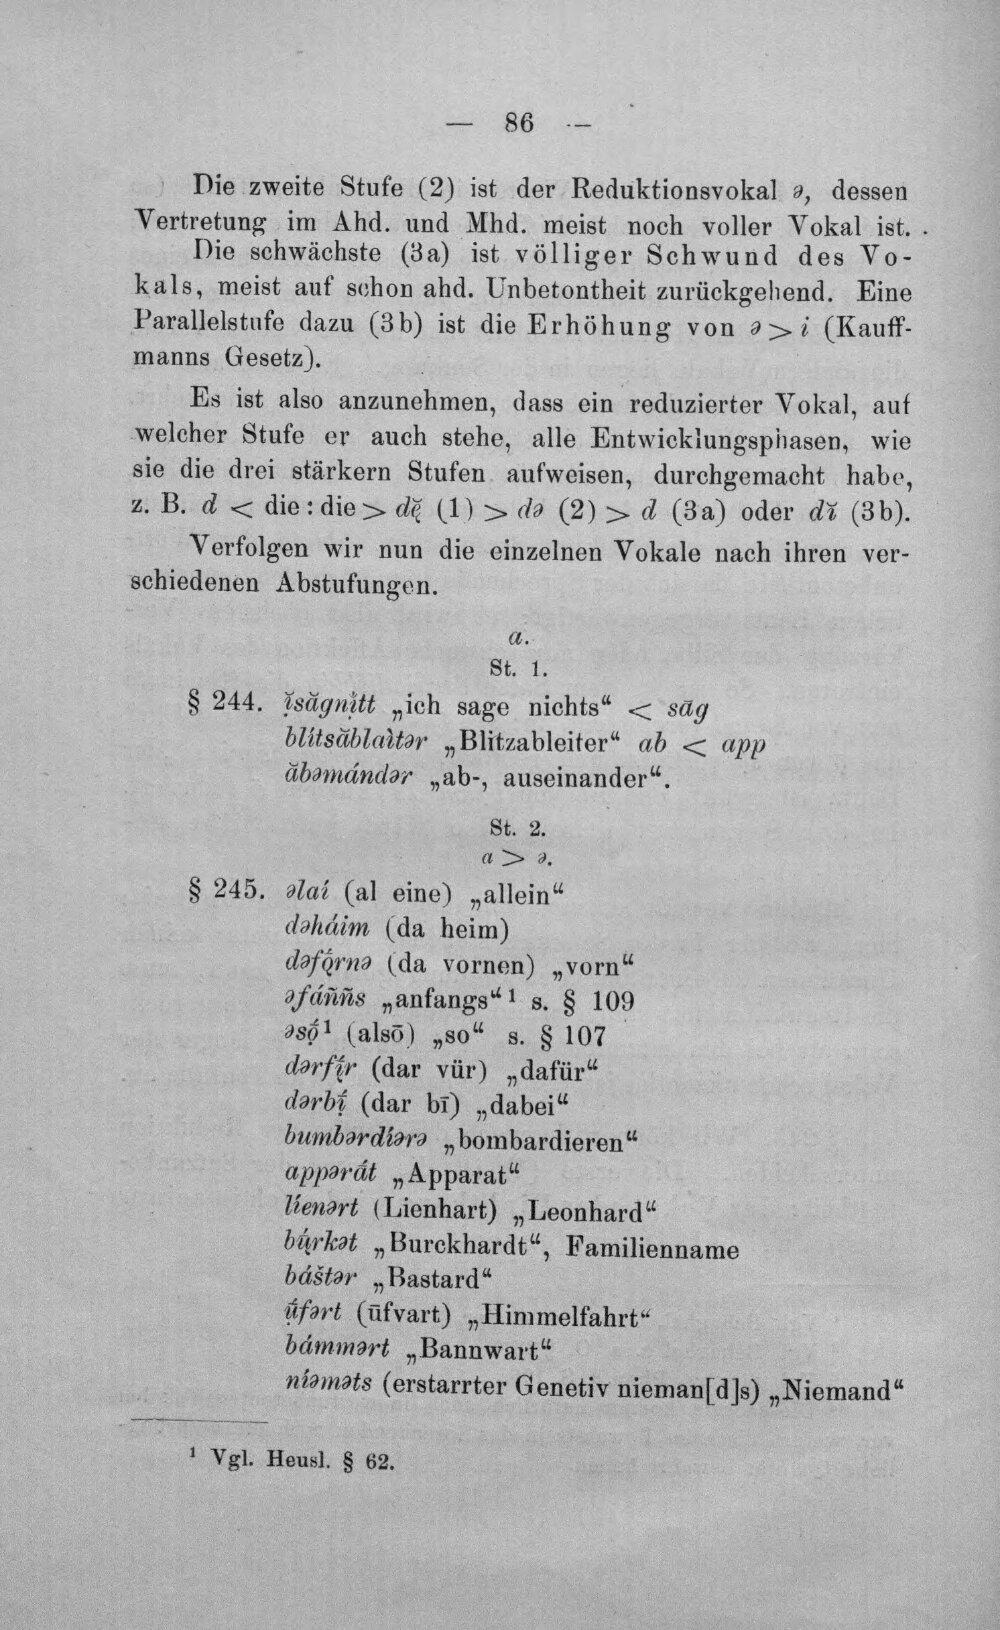 — 86 —
Die zweite Stufe (2) ist der Reduktionsvokal ə, dessen
Vertretung im Ahd. und Mhd. meist noch voller Vokal ist.
Die schwächste (3a) ist völliger Schwund des Vo-
kals, meist auf schon ahd. Unbetontheit zurückgehend. Eine
Parallelstufe dazu (3b) ist die Erhöhung von ə > i (Kauff-
manns Gesetz).
Es ist also anzunehmen, dass ein reduzierter Vokal, auf
welcher Stufe er auch stehe, alle Entwicklungsphasen, wie
sie die drei stärkern Stufen aufweisen, durchgemacht habe,
z. B. d < die : die > dę̆ (1) > də (2) > d (3a) oder dĭ (3b).
Verfolgen wir nun die einzelnen Vokale nach ihren ver-
schiedenen Abstufungen.
a.
St. 1.
§ 244. ị̆săgnịtt „ich sage nichts“ < sāg
blítsăblaìtər „Blitzableiter“ ab < app
ăbəmándər „ab-, auseinander“.
St. 2.
a > ə.
§ 245. əlaí (al eine) „allein“
dəháim (da heim)
dəfǫ́rnə (da vornen) „vorn“
əfáññs „anfangs“¹ s. § 109
əsọ́¹ (alsō) „so“ s. § 107
dərfį́r (dar vür) „dafür“
dərbị́ (dar bī) „dabei“
bumbərdíərə „bombardieren“
appərát „Apparat“
líenərt (Lienhart) „Leonhard“
bų́rkət „Burckhardt“, Familienname
báštər „Bastard“
ụ́fərt (ūfvart) „Himmelfahrt“
bámmərt „Bannwart“
níəməts (erstarrter Genetiv nieman[d]s) „Niemand“
¹ Vgl. Heusl. § 62.